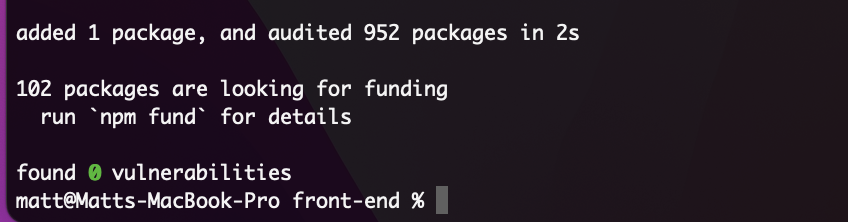 added 1 package, and audited 952 packages in 2s
102 packages are looking for funding
run `npm fund` for details
found 0 vulnerabilities
matt@Matts-MacBook-Pro front-end %